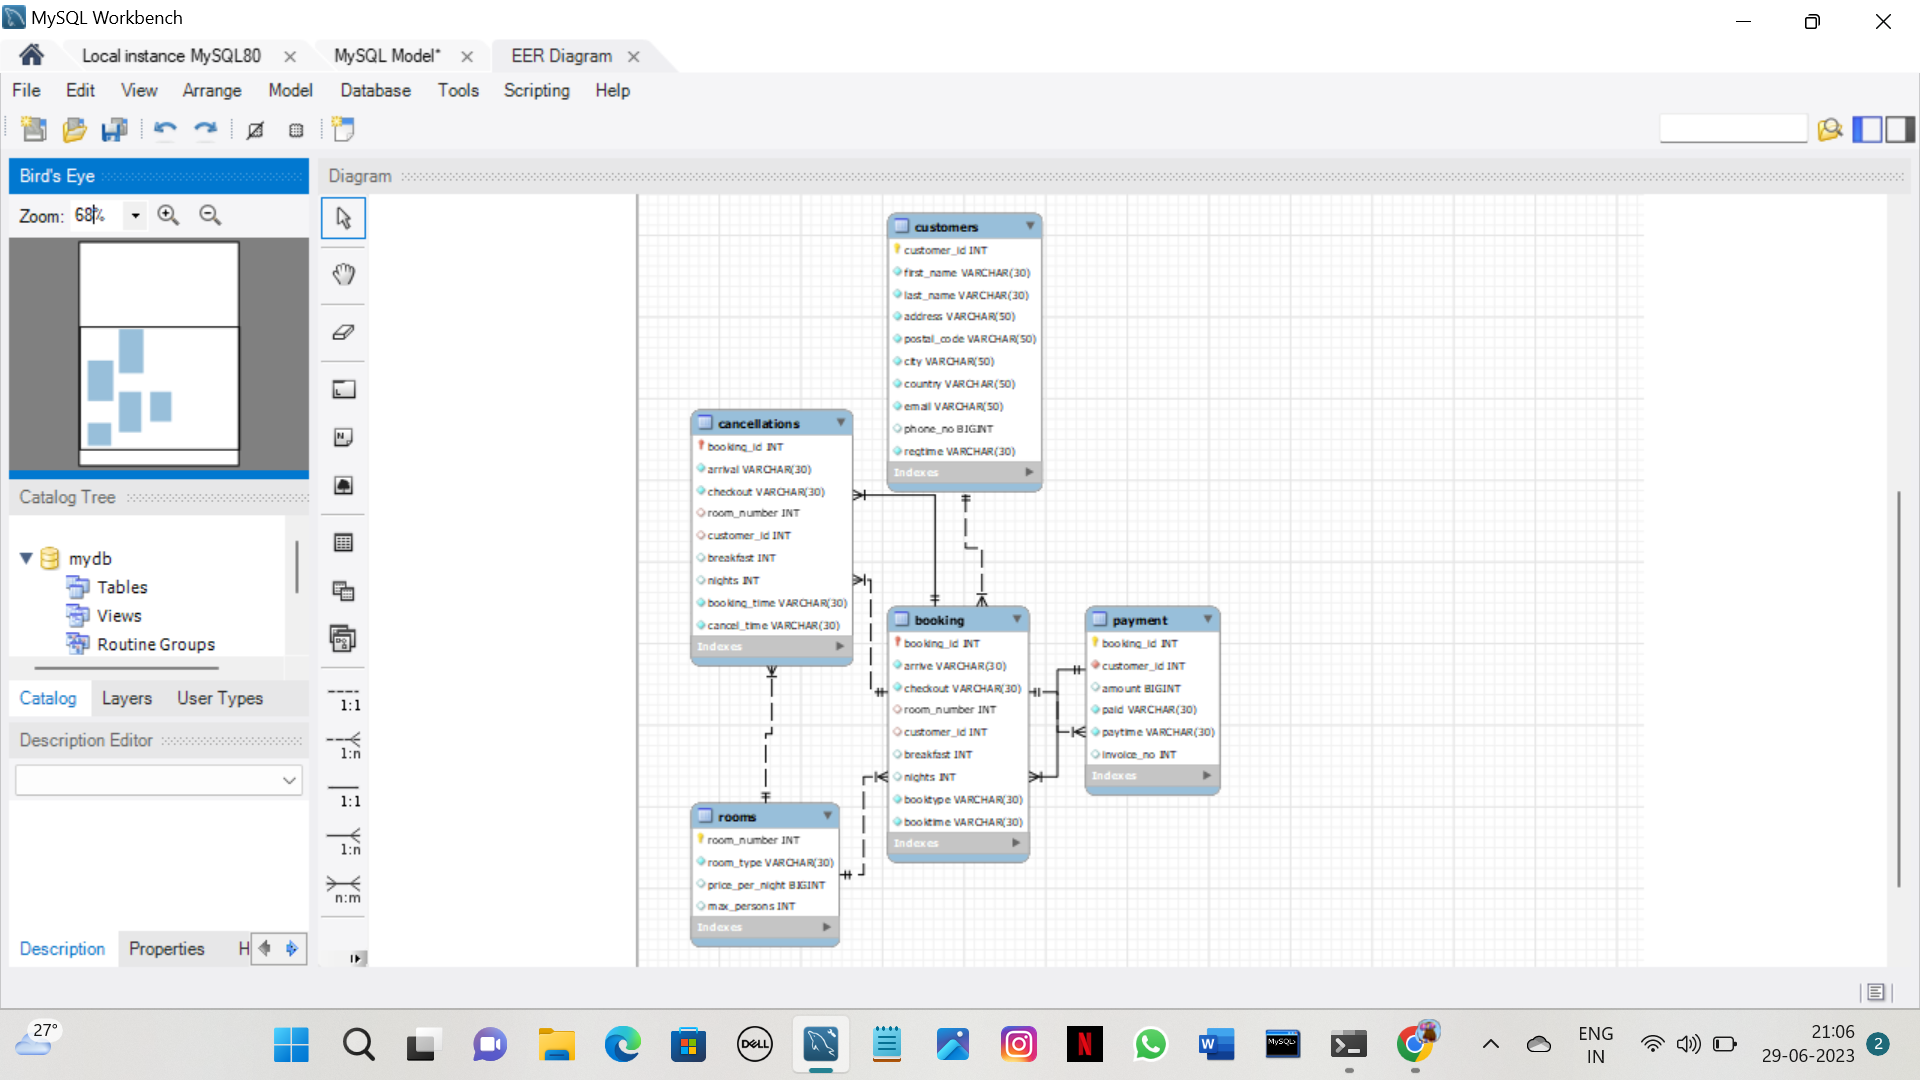 MySQL Workbench
Local instance MySQL80
MySQL Model*
EER Diagram
File Edit View Arrange Model Database Tools Scripting Help
Bird's Eye
Zoom: 68%
Diagram
customers
customer_id INT
first_name VARCHAR(30)
last_name VARCHAR(30)
address VARCHAR(50)
postal_code VARCHAR(50)
city VARCHAR(50)
country VARCHAR(50)
email VARCHAR(50)
phone_no BIGINT
regtime VARCHAR(30)
Indexes
cancellations
booking_id INT
arrival VARCHAR(30)
checkout VARCHAR(30)
room_number INT
customer_id INT
breakfast INT
nights INT
booking_time VARCHAR(30)
cancel_time VARCHAR(30)
Indexes
booking
booking_id INT
arrive VARCHAR(30)
checkout VARCHAR(30)
room_number INT
customer_id INT
breakfast INT
nights INT
booktype VARCHAR(30)
booktime VARCHAR(30)
Indexes
payment
booking_id INT
customer_id INT
amount BIGINT
paid VARCHAR(30)
paytime VARCHAR(30)
invoice_no INT
Indexes
rooms
room_number INT
room_type VARCHAR(30)
price_per_night BIGINT
max_persons INT
Indexes
Catalog Tree
mydb
Tables
Views
Routine Groups
Catalog Layers User Types
Description Editor
Description Properties H
1:1
1:n
1:1
1:n
n:m
27°
DELL
N
W
MySQL
ENG
IN
21:06
29-06-2023
2